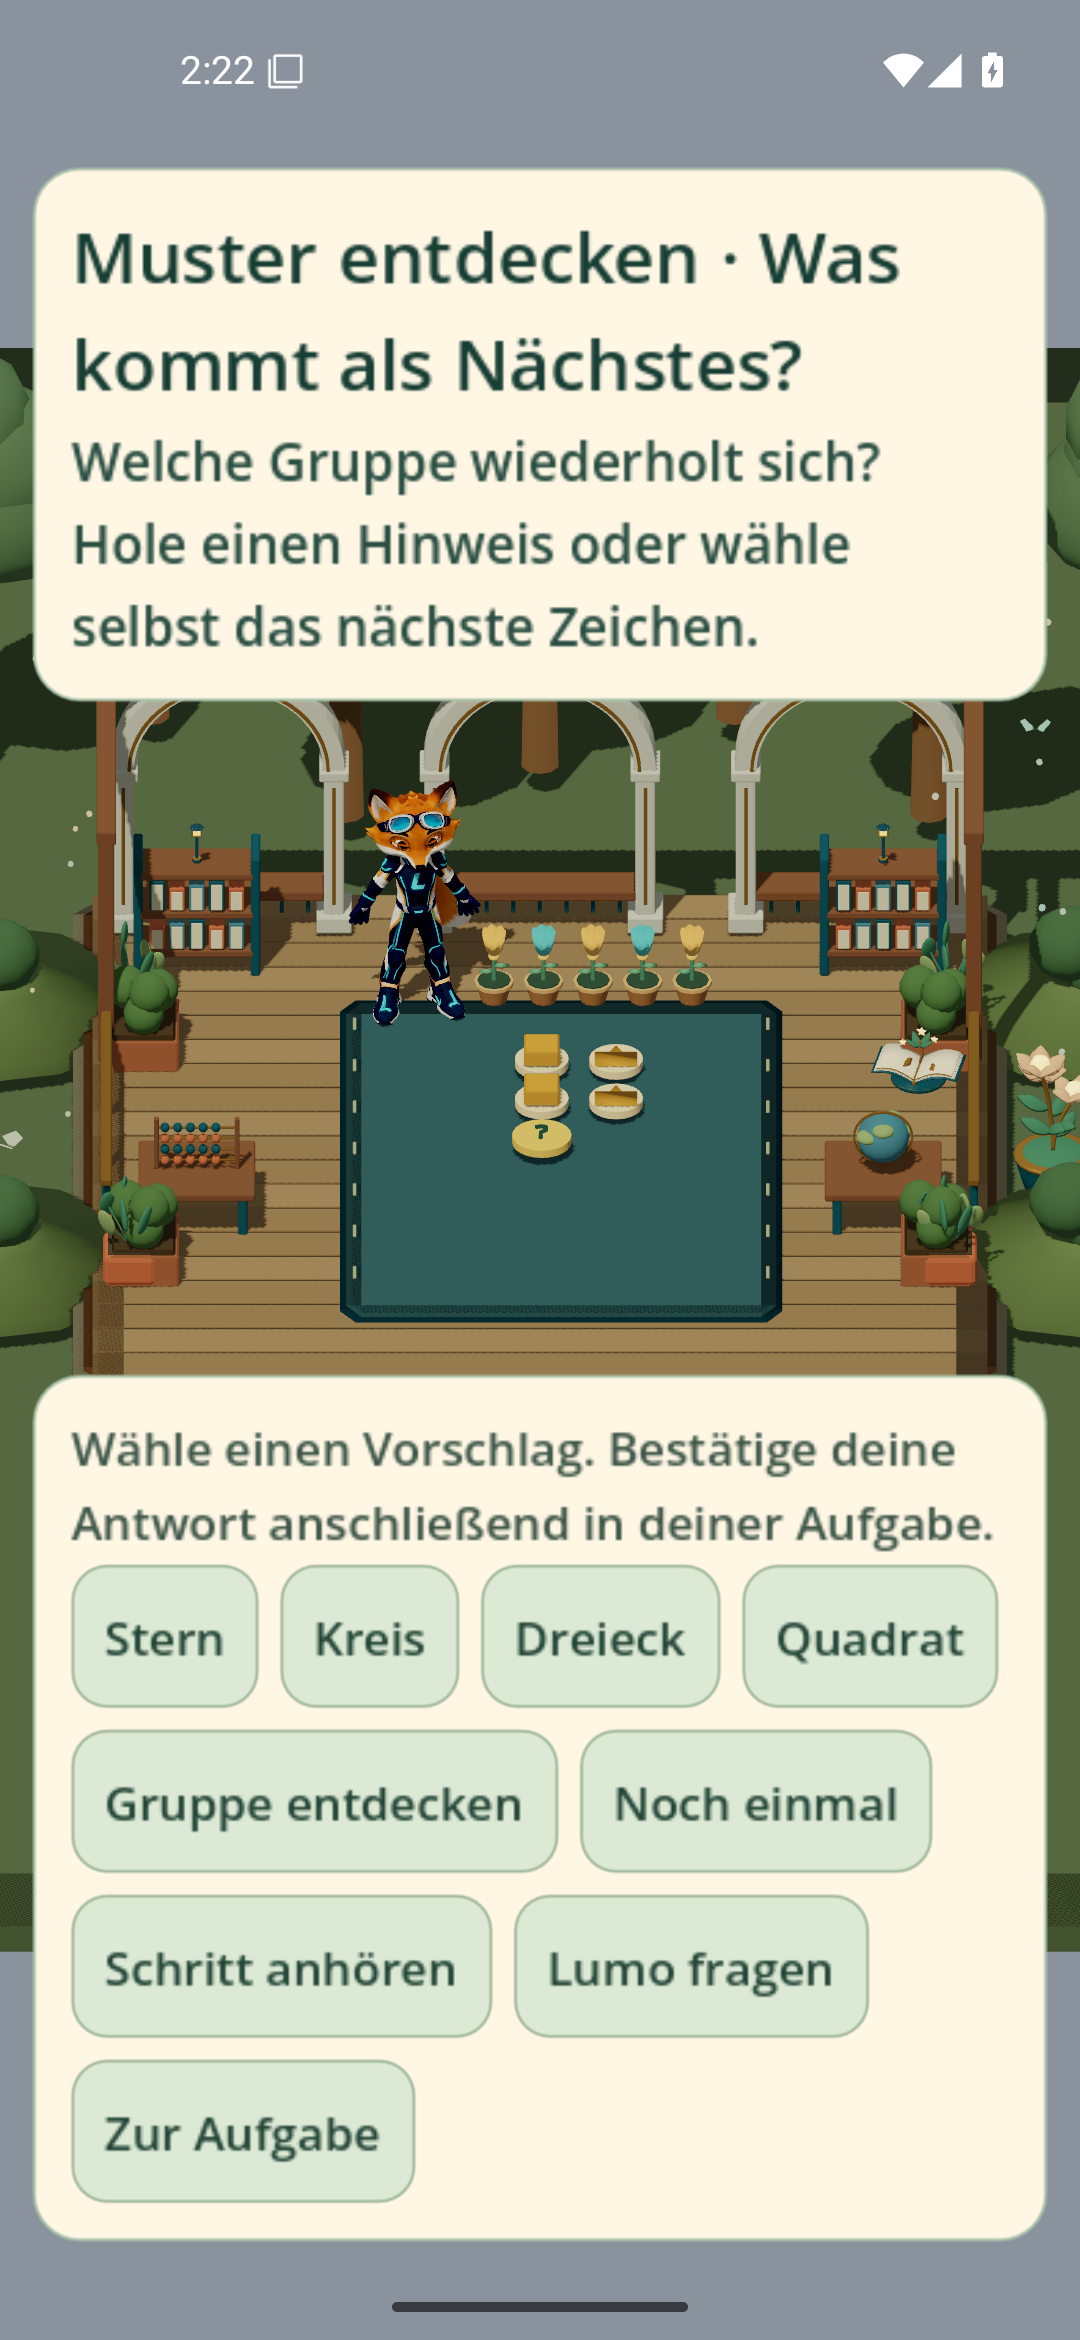 2:22
Muster entdecken · Was
kommt als Nächstes?
Welche Gruppe wiederholt sich?
Hole einen Hinweis oder wähle
selbst das nächste Zeichen.
L
?
Wähle einen Vorschlag. Bestätige deine
Antwort anschließend in deiner Aufgabe.
Stern
Kreis
Dreieck
Quadrat
Gruppe entdecken
Noch einmal
Schritt anhören
Lumo fragen
Zur Aufgabe